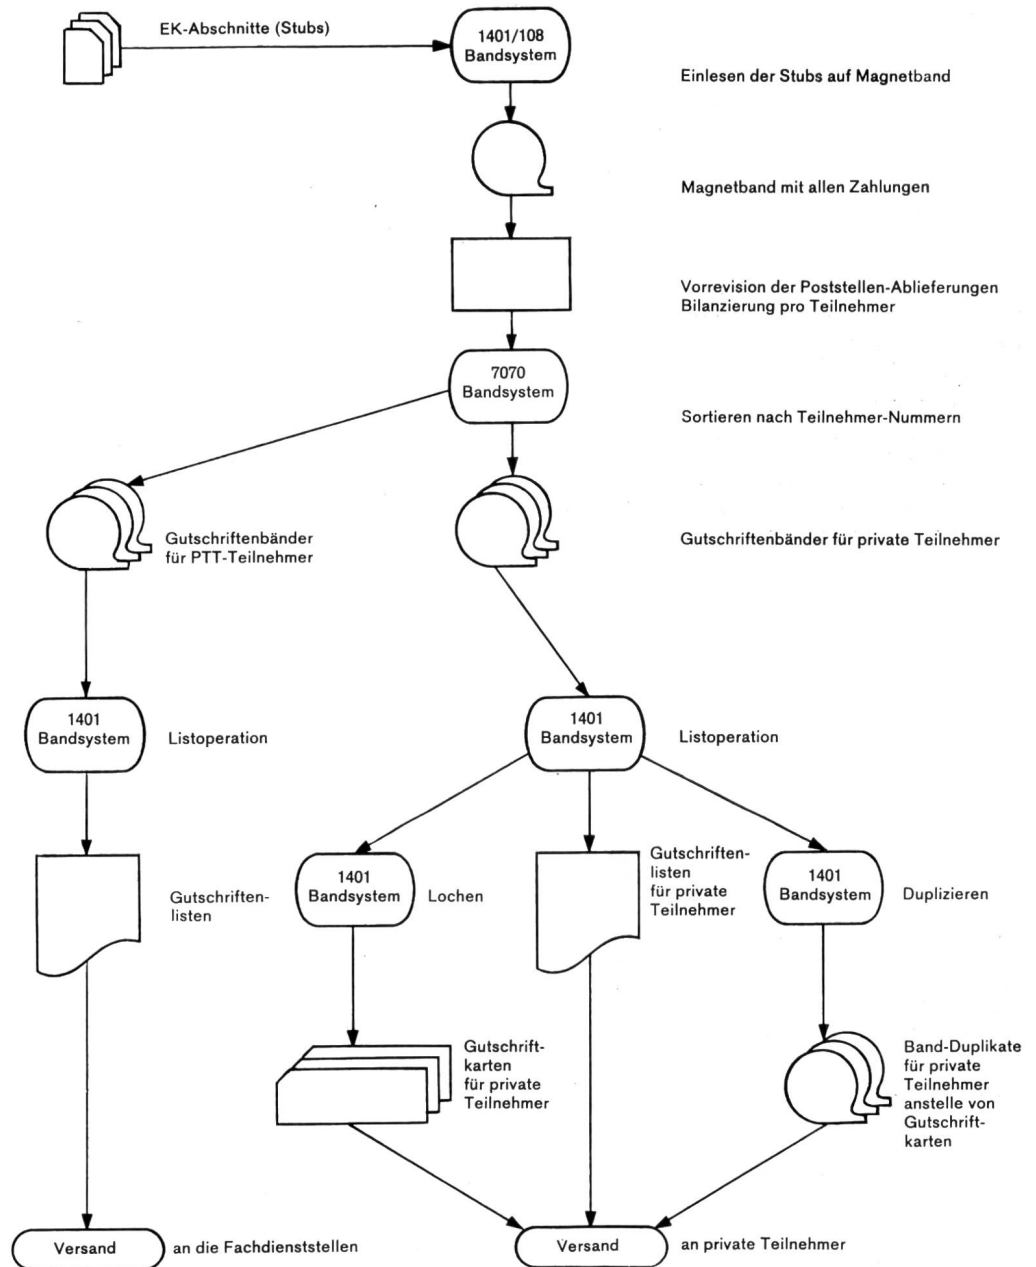 EK-Abschnitte (Stubs)
1401/108
Bandsystem
Einlesen der Stubs auf Magnetband
Magnetband mit allen Zahlungen
Vorrevision der Poststellen-Ablieferungen
Bilanzierung pro Teilnehmer
7070
Bandsystem
Sortieren nach Teilnehmer-Nummern
Gutschriftenbänder
für PTT-Teilnehmer
Gutschriftenbänder für private Teilnehmer
1401
Bandsystem
Listoperation
1401
Bandsystem
Listoperation
Gutschriften-
listen
1401
Bandsystem
Lochen
Gutschriften-
listen
für private
Teilnehmer
1401
Bandsystem
Duplizieren
Gutschrift-
karten
für private
Teilnehmer
Band-Duplikate
für private
Teilnehmer
anstelle von
Gutschrift-
karten
Versand
an die Fachdienststellen
Versand
an private Teilnehmer